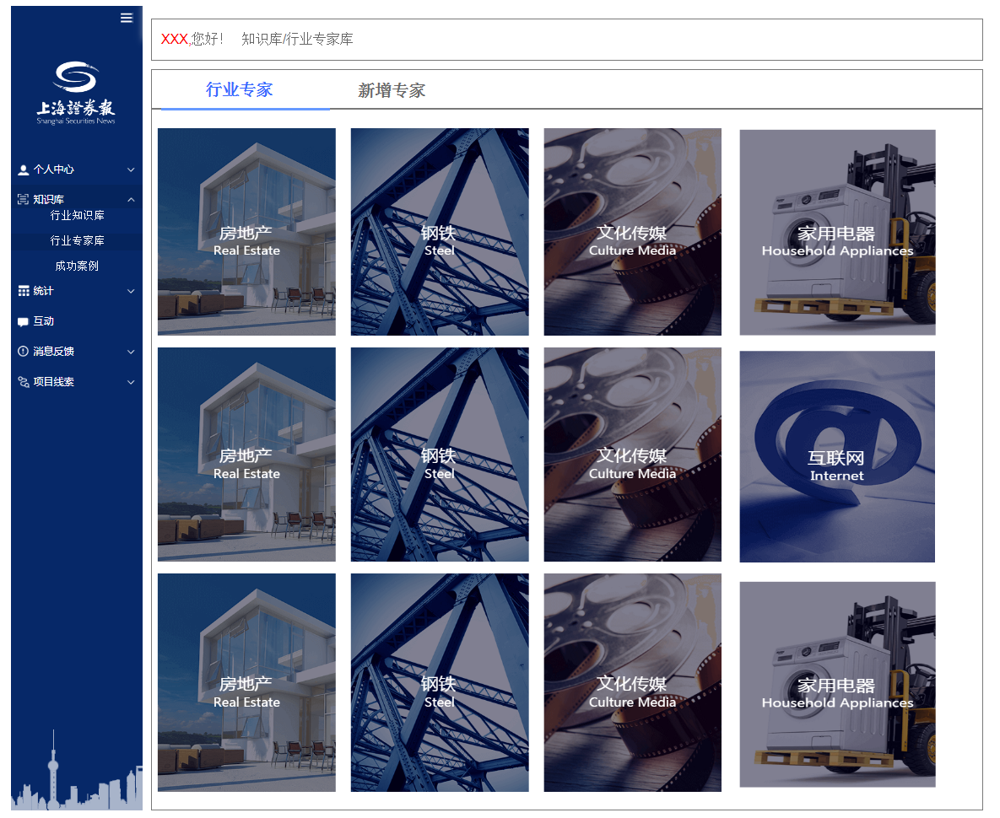 上海證券報
Shanghai Securities News
个人中心
知识库
行业知识库
行业专家库
成功案例
统计
互动
消息反馈
项目线索
XXX,您好! 知识库/行业专家库
行业专家 新增专家
房地产
Real Estate
钢铁
Steel
文化传媒
Culture Media
家用电器
Household Appliances
房地产
Real Estate
钢铁
Steel
文化传媒
Culture Media
互联网
Internet
房地产
Real Estate
钢铁
Steel
文化传媒
Culture Media
家用电器
Household Appliances